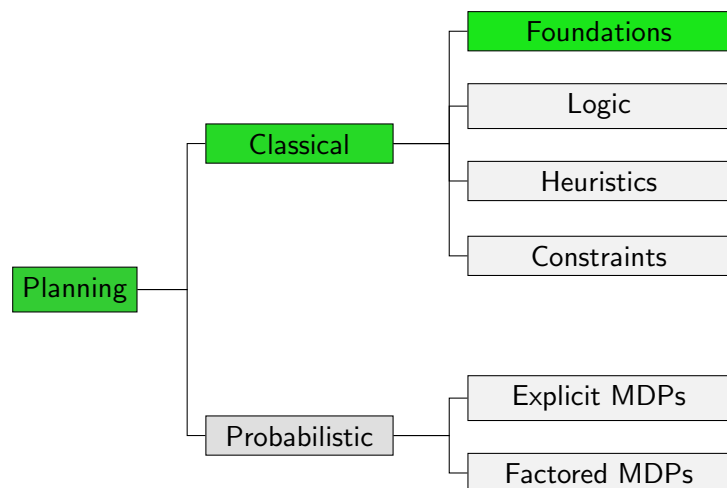 Planning
Classical
Foundations
Logic
Heuristics
Constraints
Probabilistic
Explicit MDPs
Factored MDPs